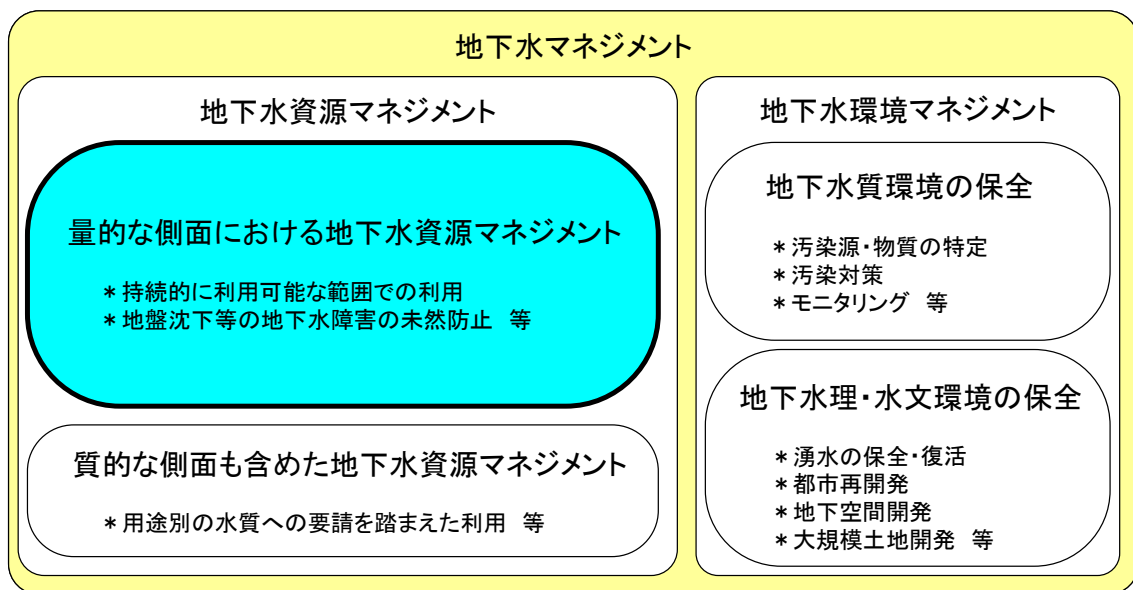 地下水マネジメント
地下水資源マネジメント
量的な側面における地下水資源マネジメント
＊持続的に利用可能な範囲での利用
＊地盤沈下等の地下水障害の未然防止　等
質的な側面も含めた地下水資源マネジメント
＊用途別の水質への要請を踏まえた利用　等
地下水環境マネジメント
地下水質環境の保全
＊汚染源・物質の特定
＊汚染対策
＊モニタリング　等
地下水理・水文環境の保全
＊湧水の保全・復活
＊都市再開発
＊地下空間開発
＊大規模土地開発　等